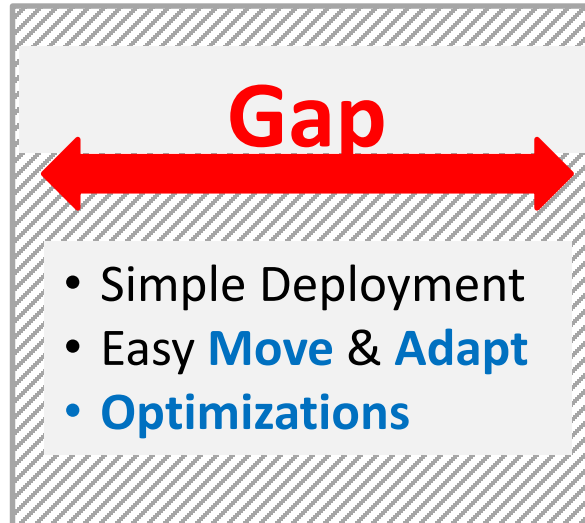 Gap
• Simple Deployment
• Easy Move & Adapt
• Optimizations